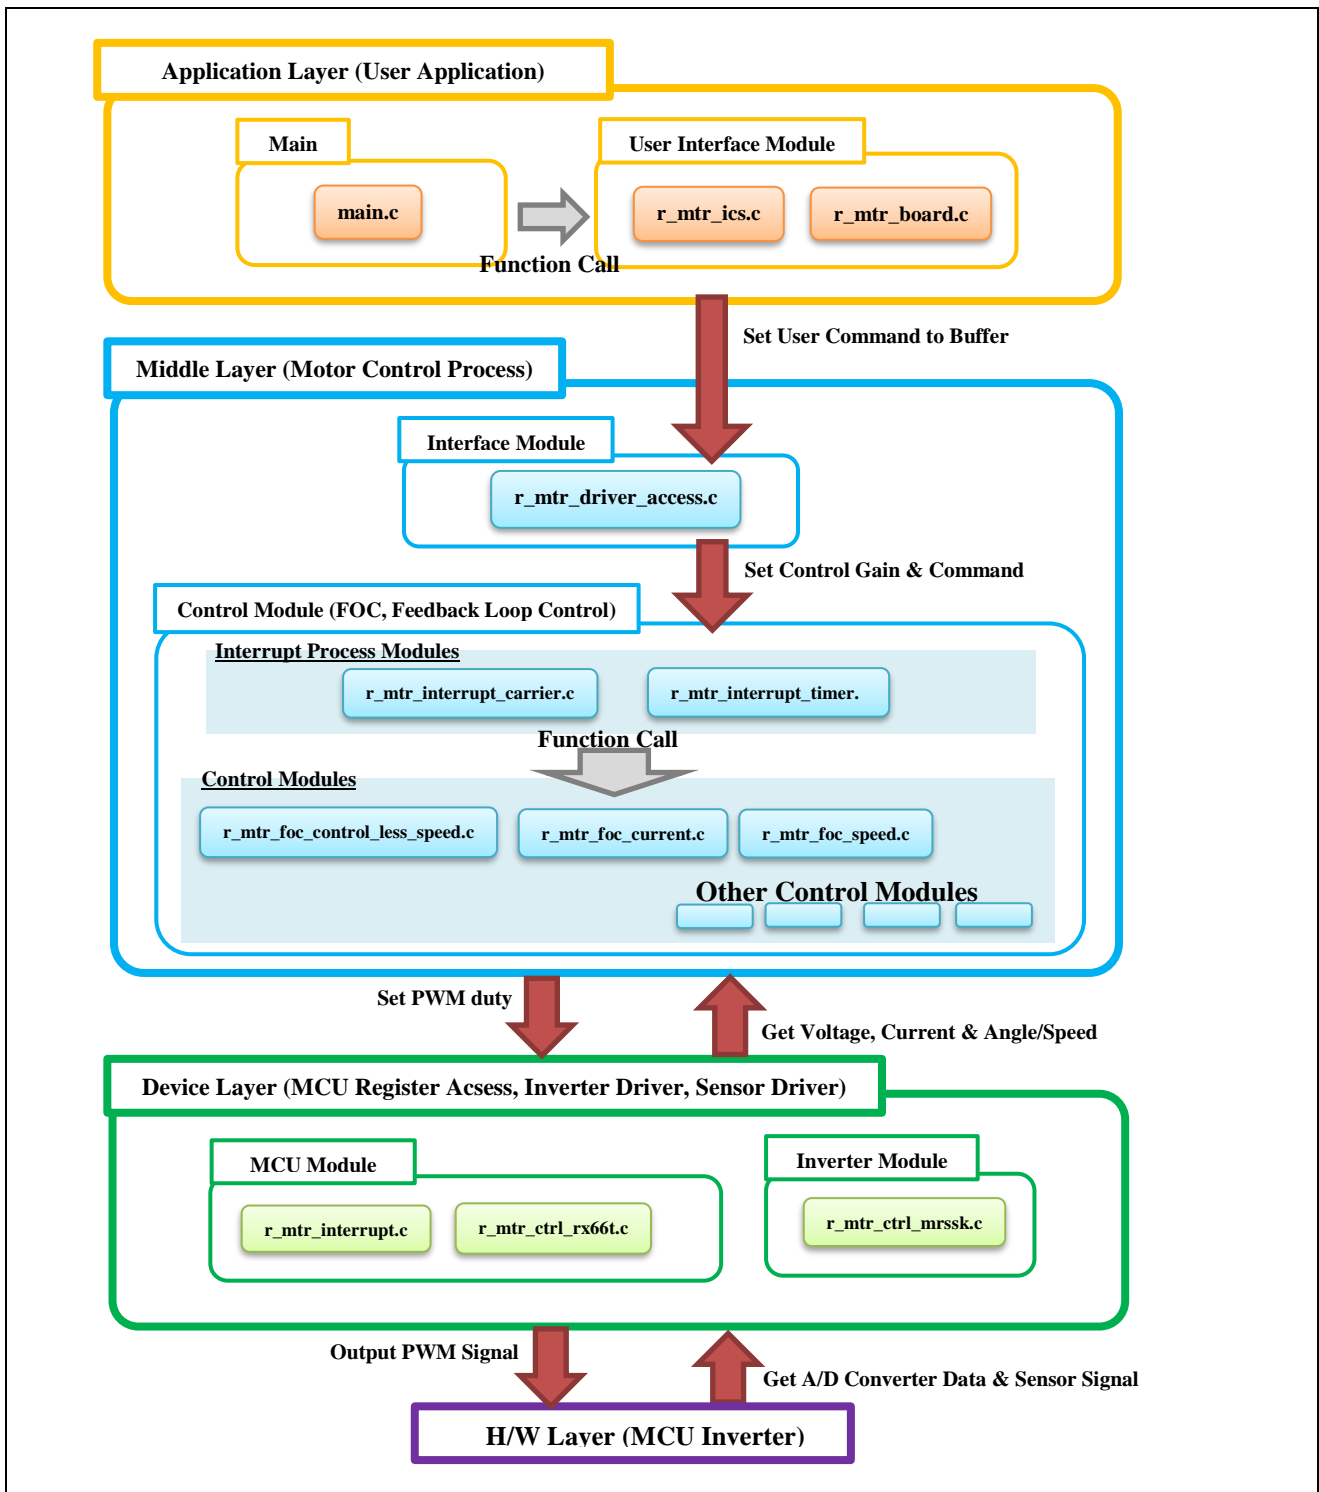 Application Layer (User Application)
Main
User Interface Module
main.c
r_mtr_ics.c
r_mtr_board.c
Function Call
Set User Command to Buffer
Middle Layer (Motor Control Process)
Interface Module
r_mtr_driver_access.c
Set Control Gain & Command
Control Module (FOC, Feedback Loop Control)
Interrupt Process Modules
r_mtr_interrupt_carrier.c
r_mtr_interrupt_timer.
Function Call
Control Modules
r_mtr_foc_control_less_speed.c
r_mtr_foc_current.c
r_mtr_foc_speed.c
Other Control Modules
Set PWM duty
Get Voltage, Current & Angle/Speed
Device Layer (MCU Register Acsess, Inverter Driver, Sensor Driver)
MCU Module
Inverter Module
r_mtr_interrupt.c
r_mtr_ctrl_rx66t.c
r_mtr_ctrl_mrssk.c
Output PWM Signal
Get A/D Converter Data & Sensor Signal
H/W Layer (MCU Inverter)